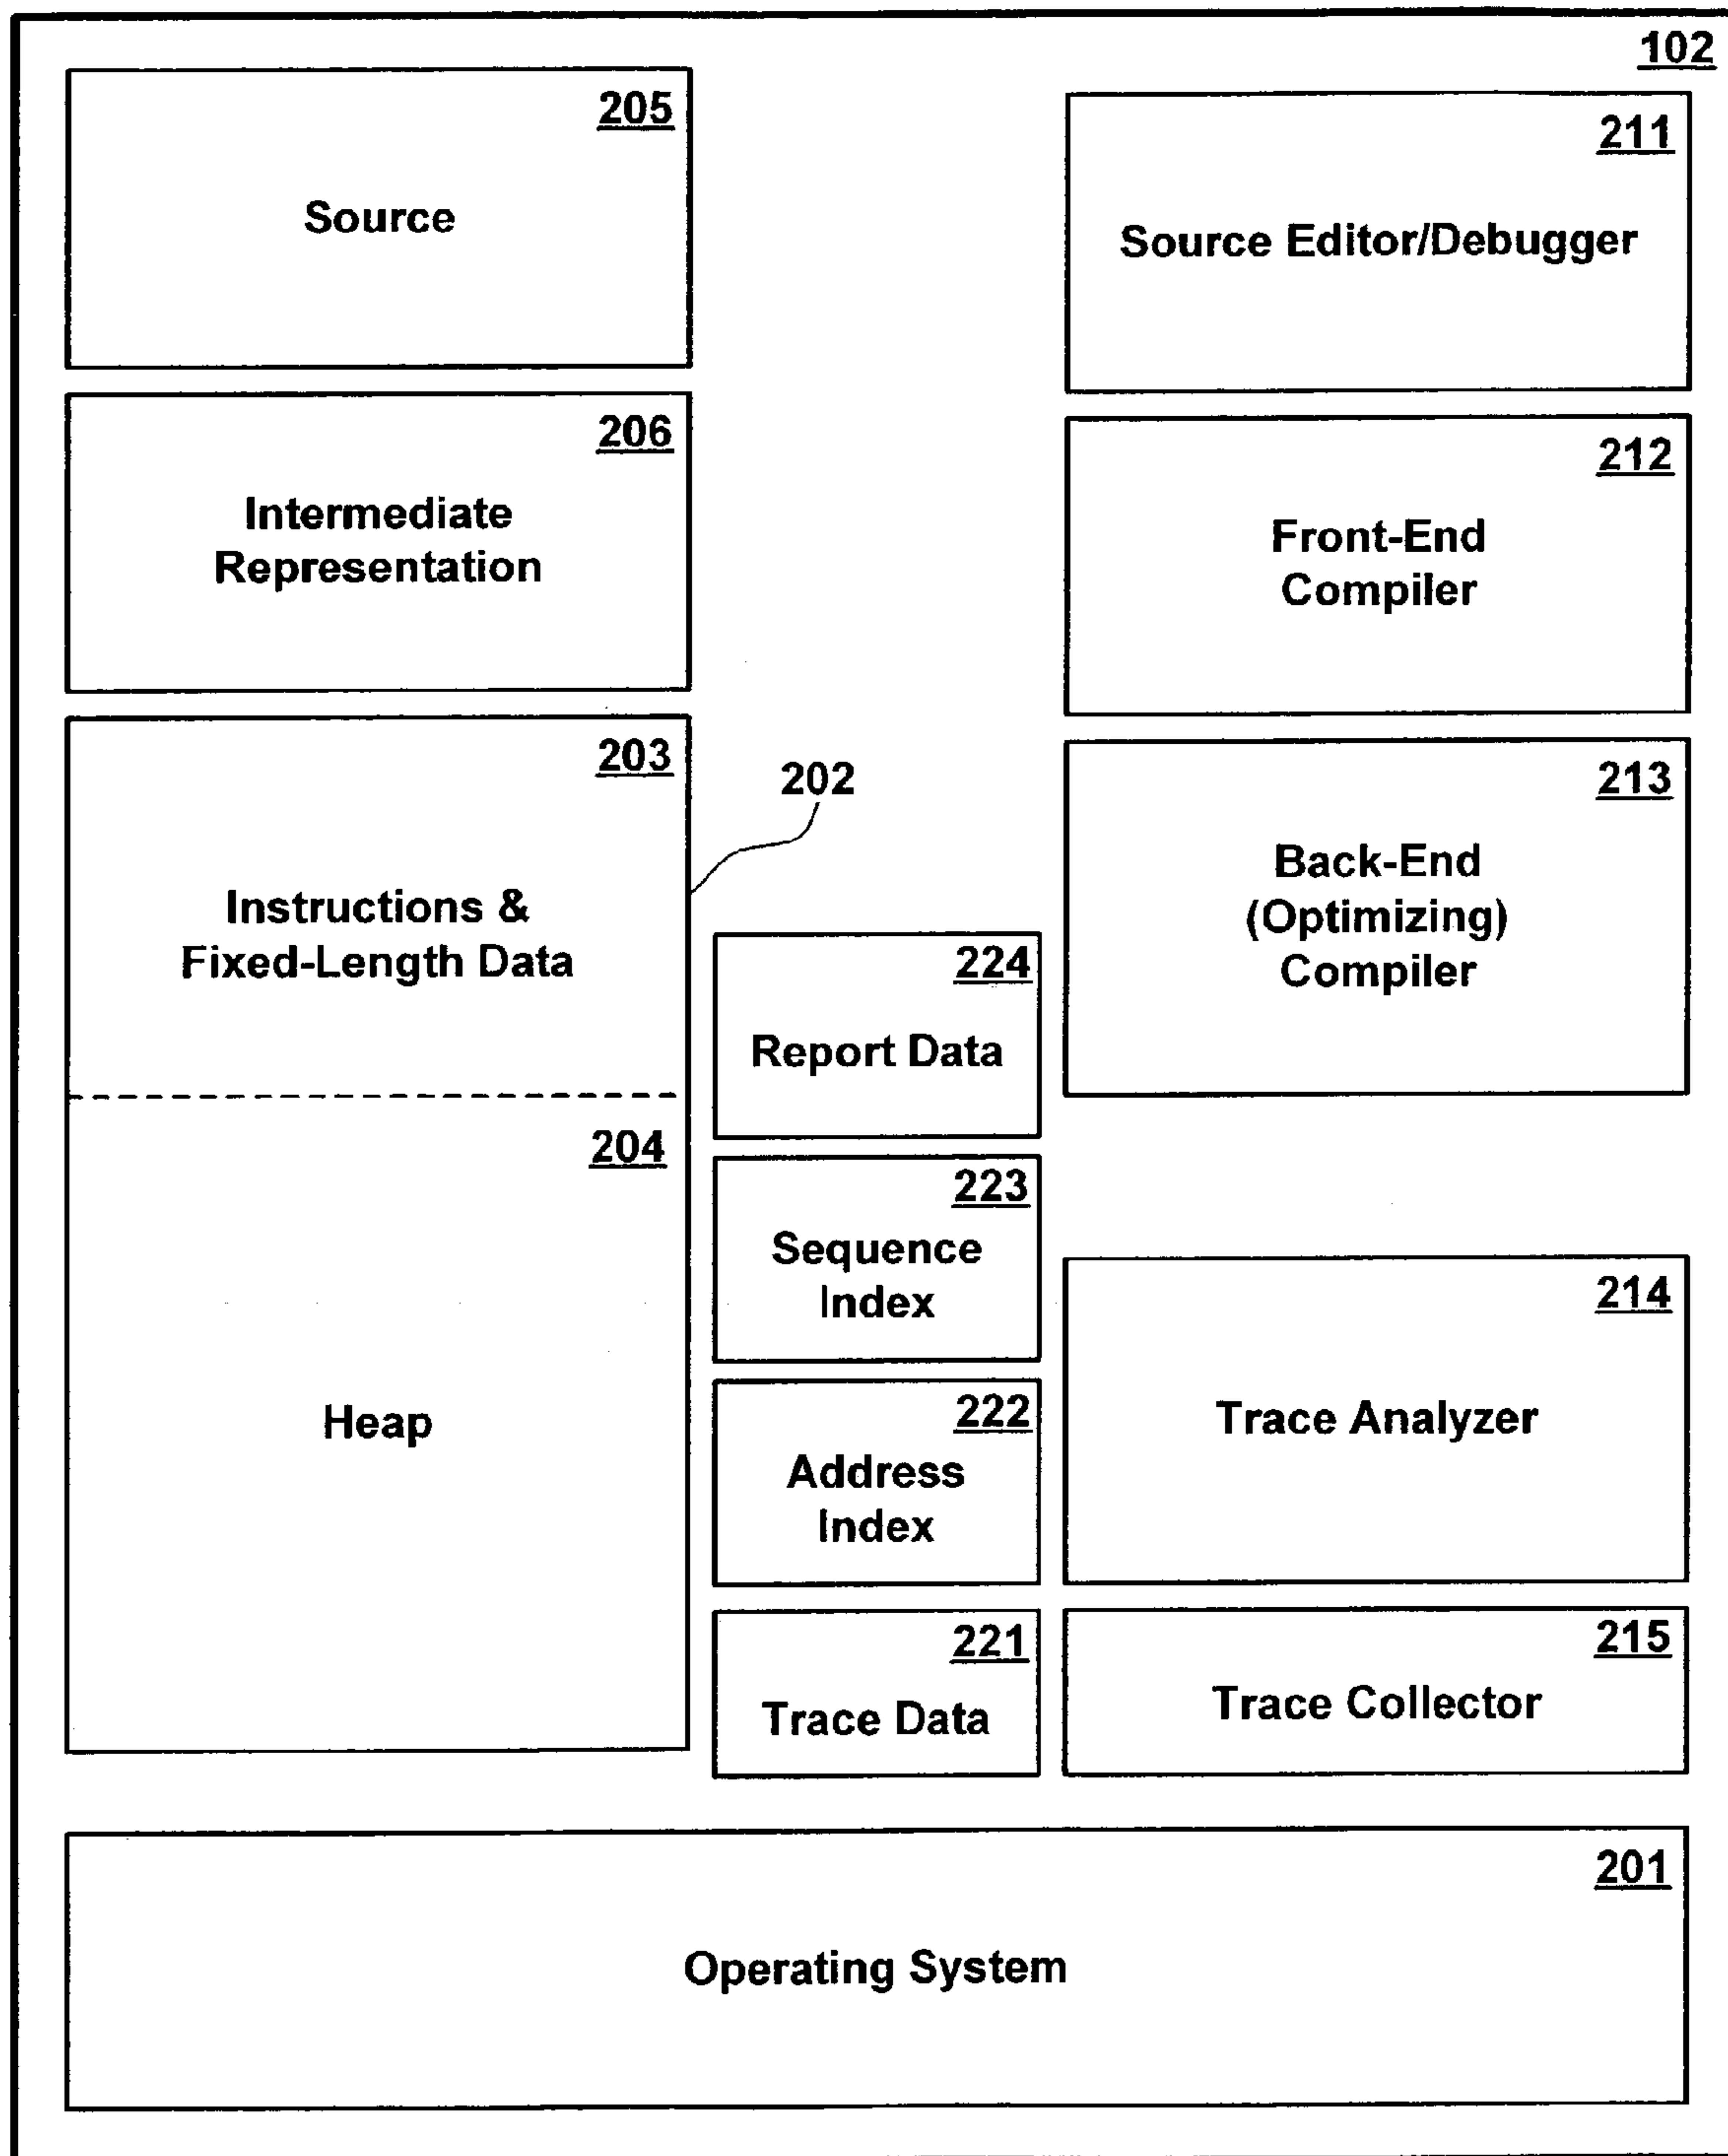 102
205
Source
211
Source Editor/Debugger
206
Intermediate
Representation
212
Front-End
Compiler
203
Instructions &
Fixed-Length Data
202
213
Back-End
(Optimizing)
Compiler
224
Report Data
204
Heap
223
Sequence
Index
214
Trace Analyzer
222
Address
Index
221
Trace Data
215
Trace Collector
201
Operating System